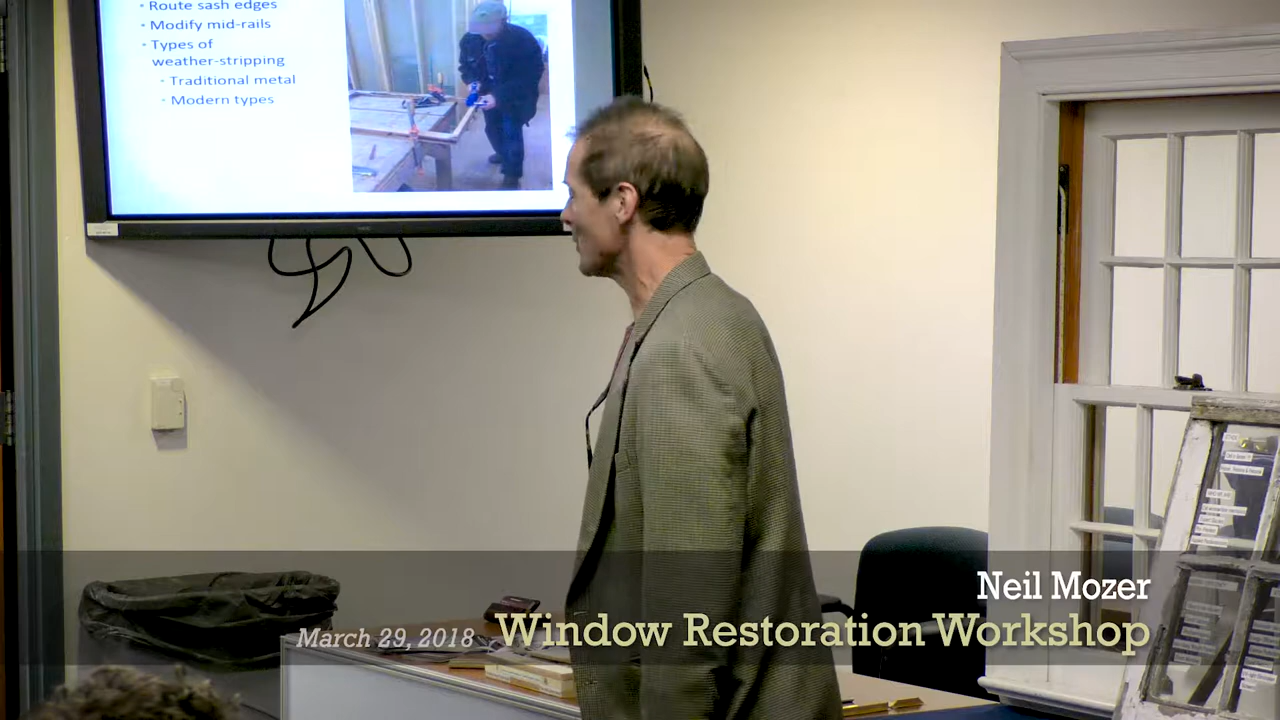 • Route sash edges
• Modify mid-rails
• Types of
weather-stripping
• Traditional metal
• Modern types
Neil Mozer
March 29, 2018
Window Restoration Workshop